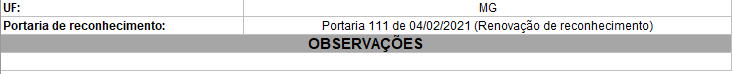 UF: MG
Portaria de reconhecimento: Portaria 111 de 04/02/2021 (Renovação de reconhecimento)
OBSERVAÇÕES